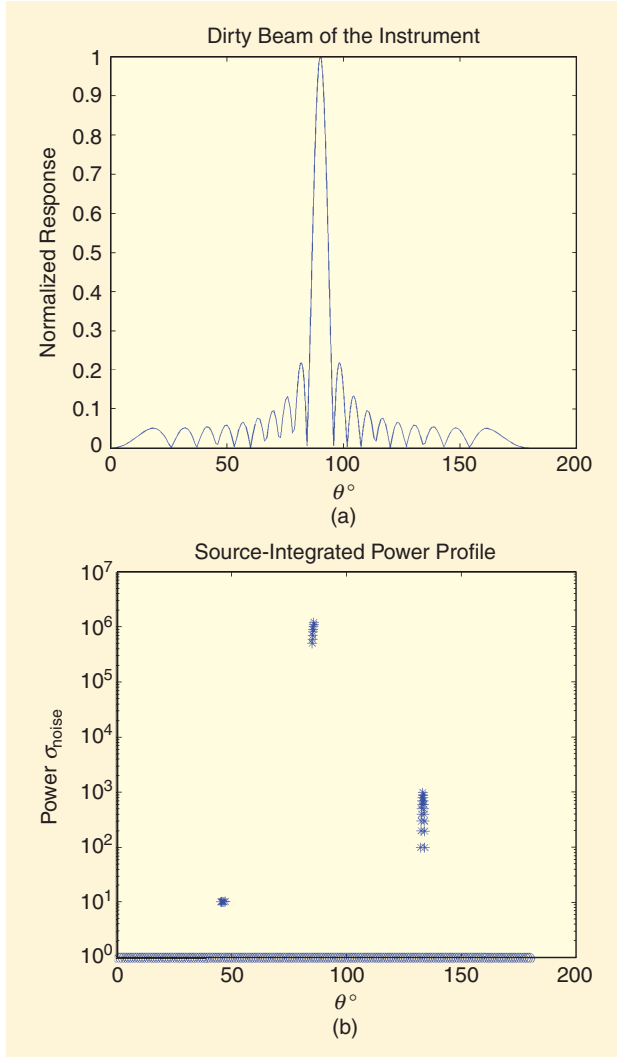 Dirty Beam of the Instrument
1
0.9
0.8
0.7
0.6
0.5
0.4
0.3
0.2
0.1
0
Normalized Response
0 50 100 150 200
θ°
(a)
Source-Integrated Power Profile
10⁷
10⁶
10⁵
10⁴
10³
10²
10¹
10⁰
Power σnoise
0 50 100 150 200
θ°
(b)